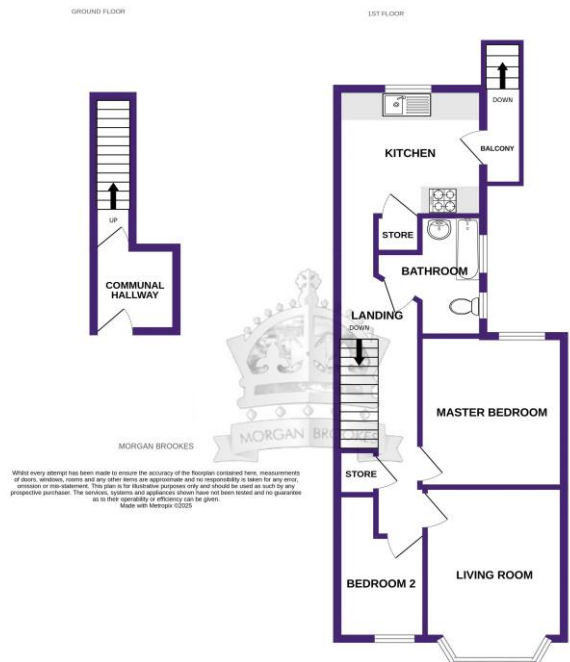 GROUND FLOOR
1ST FLOOR
DOWN
BALCONY
KITCHEN
UP
STORE
BATHROOM
COMMUNAL
HALLWAY
LANDING
DOWN
MASTER BEDROOM
MORGAN BROOKES
MORGAN BROOKES
STORE
Whilst every attempt has been made to ensure the accuracy of the floorplan contained here, measurements
of doors, windows, rooms and any other items are approximate and no responsibility is taken for any error,
omission or mis-statement. This plan is for illustrative purposes only and should be used as such by any
prospective purchaser. The services, systems and appliances shown have not been tested and no guarantee
as to their operability or efficiency can be given.
Made with Metropix ©2025
BEDROOM 2
LIVING ROOM